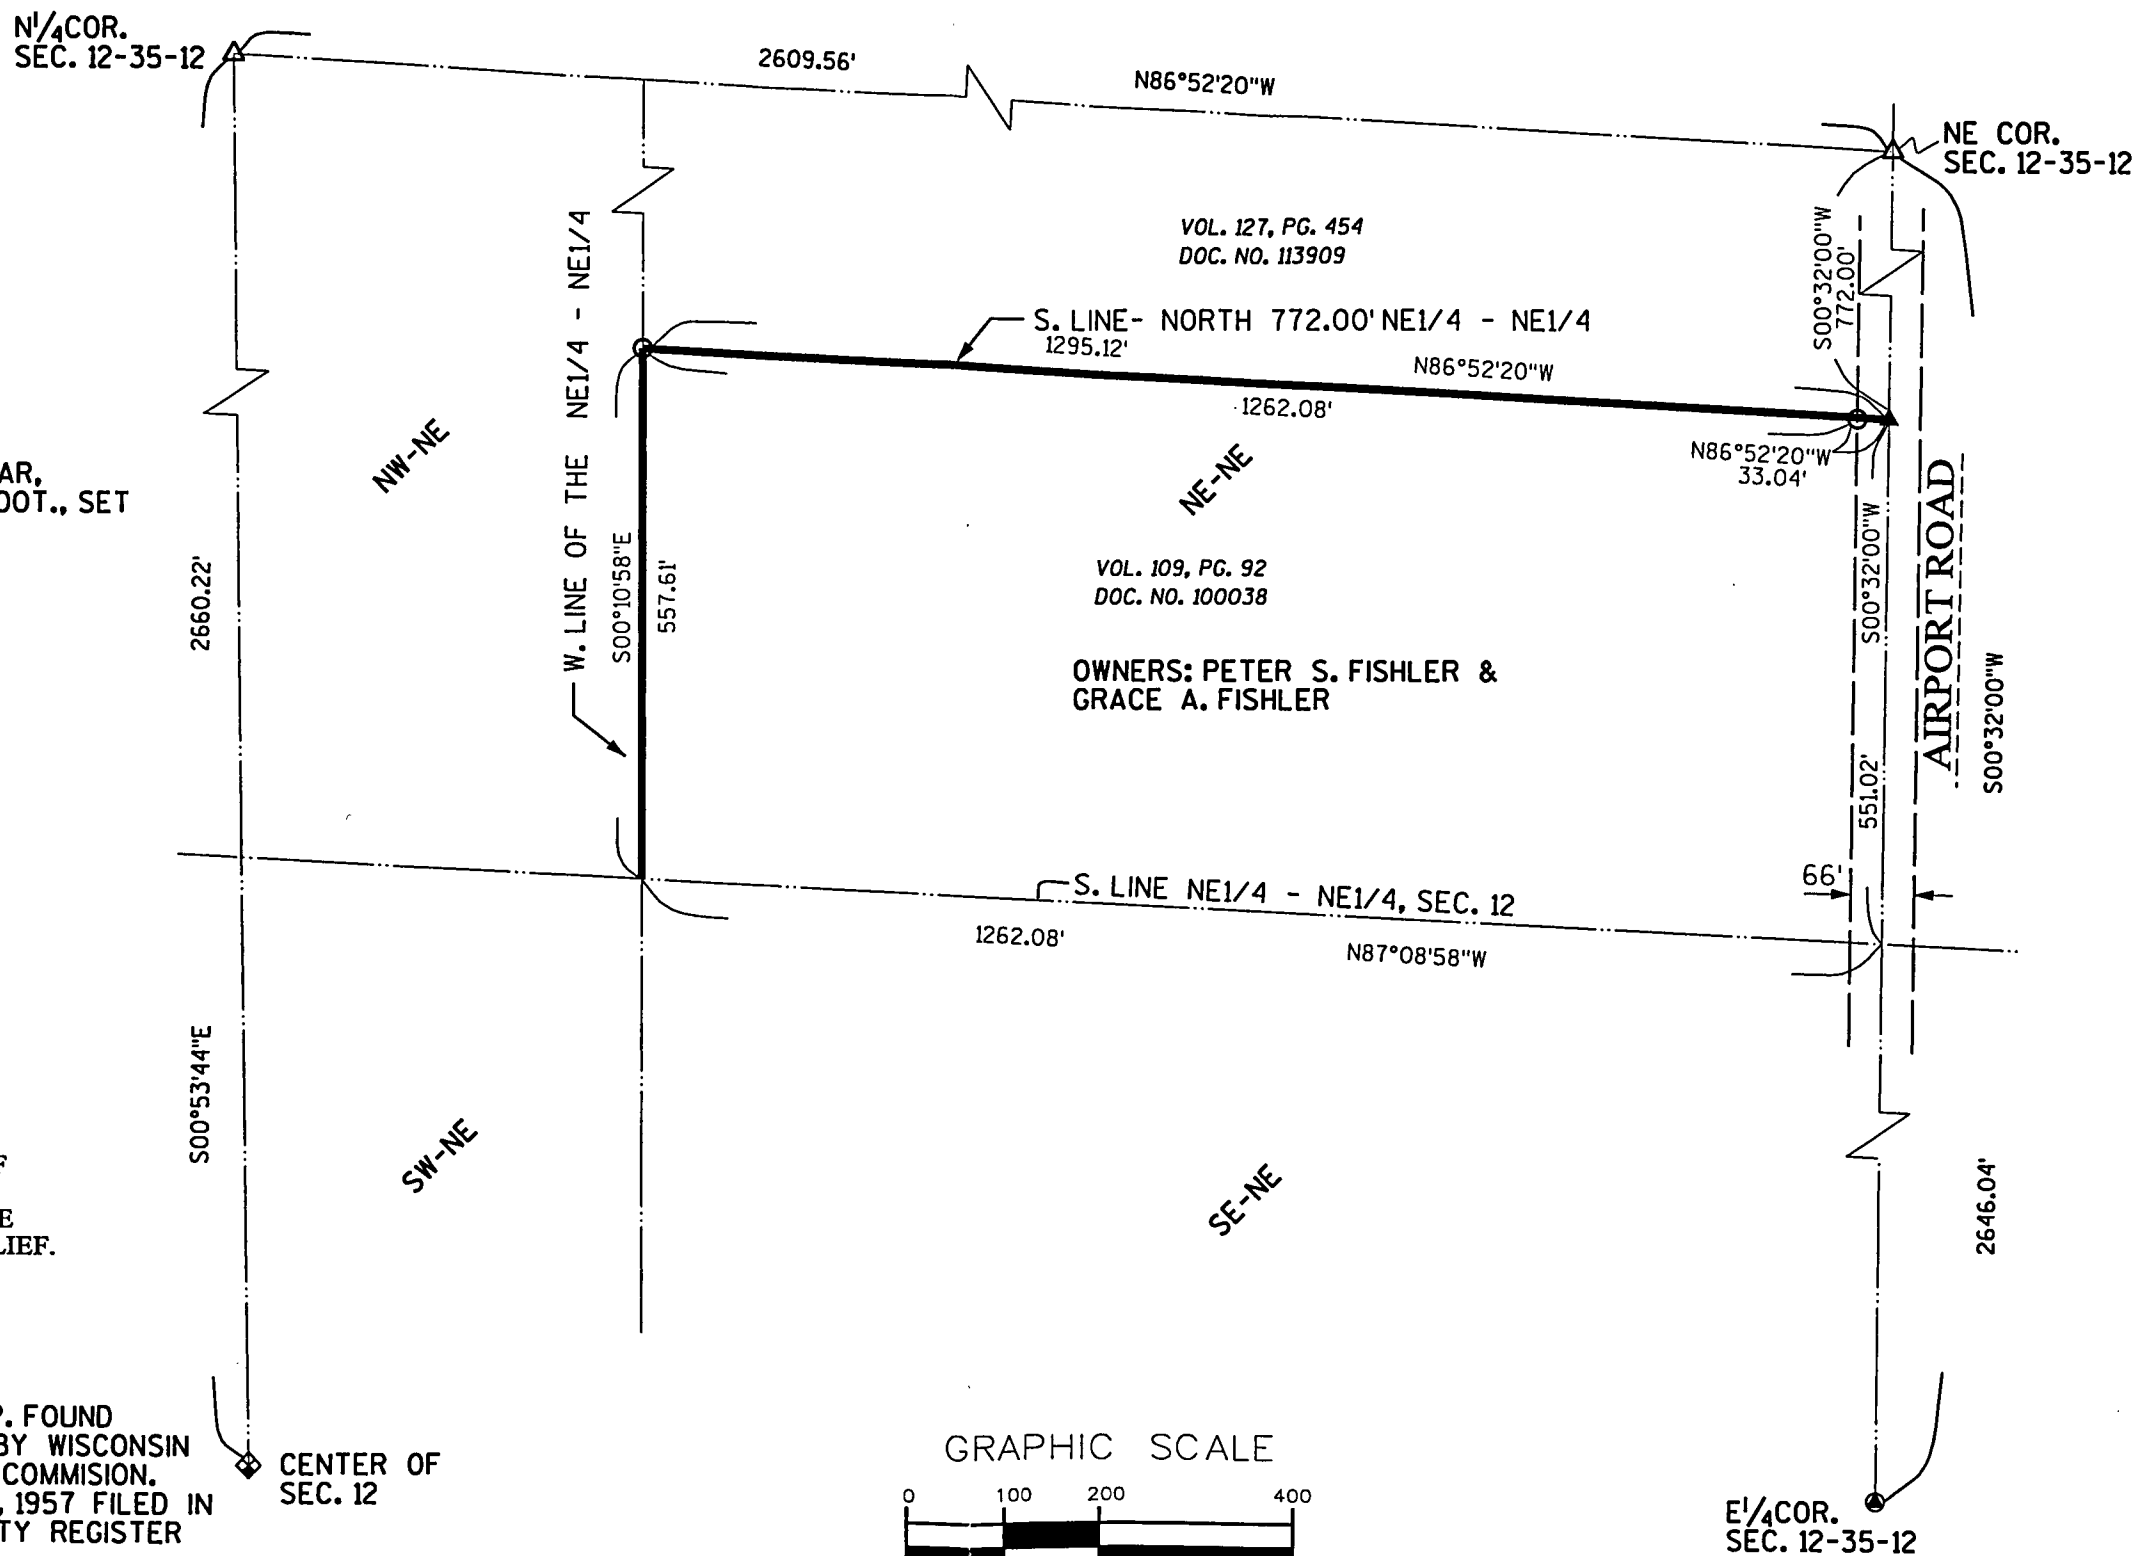 N1/4COR.
SEC. 12-35-12
2609.56'
N86°52'20"W
NE COR.
SEC. 12-35-12
VOL. 127, PG. 454
DOC. NO. 113909
S00°32'00"W
772.00'
W. LINE OF THE NE1/4 - NE1/4
S. LINE- NORTH 772.00' NE1/4 - NE1/4
1295.12'
N86°52'20"W
1262.08'
N86°52'20"W
33.04'
NW-NE
NE-NE
AR,
OOT., SET
2660.22'
S00°10'58"E
557.61'
VOL. 109, PG. 92
DOC. NO. 100038
OWNERS: PETER S. FISHLER &
GRACE A. FISHLER
S00°32'00"W
551.02'
AIRPORT ROAD
S00°32'00"W
66'
S. LINE NE1/4 - NE1/4, SEC. 12
1262.08'
N87°08'58"W
S00°53'44"E
SW-NE
SE-NE
2646.04'
F
E
LIEF.
P. FOUND
BY WISCONSIN
COMMISION.
, 1957 FILED IN
TY REGISTER
CENTER OF
SEC. 12
GRAPHIC SCALE
0 100 200 400
E1/4COR.
SEC. 12-35-12